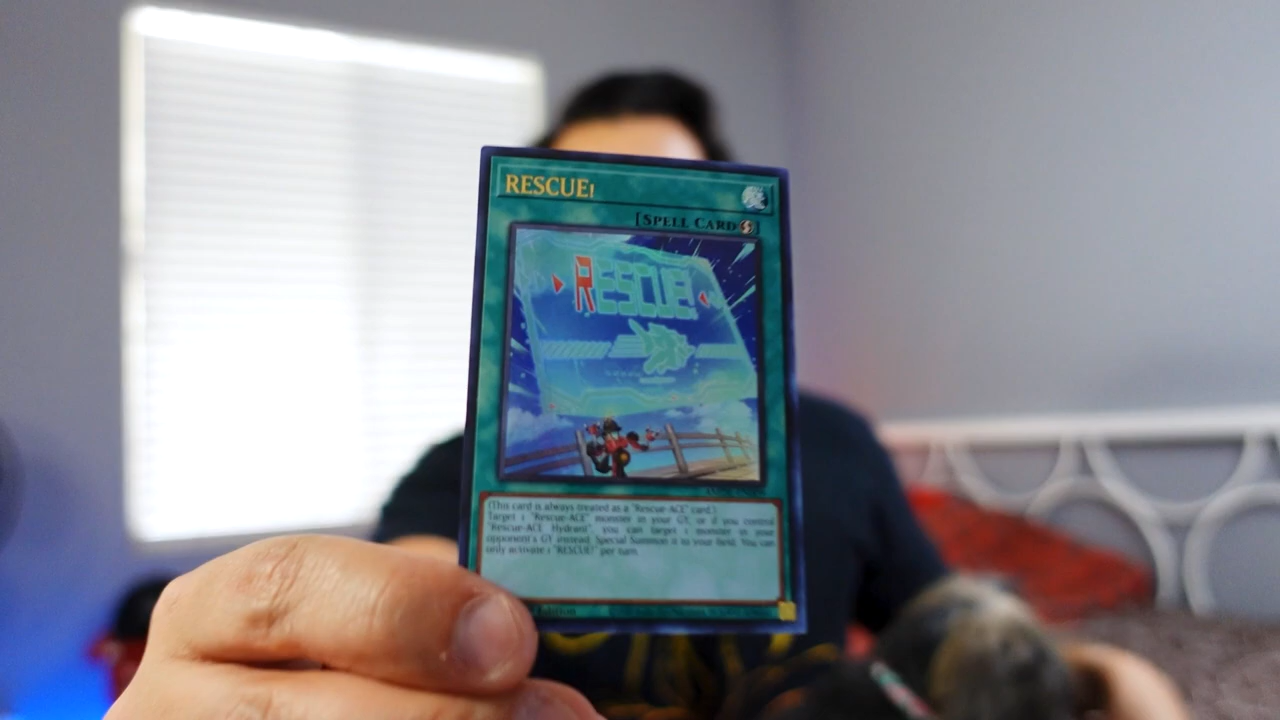 RESCUE!
[SPELL CARD
RESCUE!
(This card is always treated as a "Rescue-ACE" card.)
Target 1 "Rescue-ACE" monster in your GY, or if you control
"Rescue-ACE Hydrant", you can target 1 monster in your
opponent's GY instead; Special Summon it to your field. You can
only activate 1 "RESCUE!" per turn.
Edition